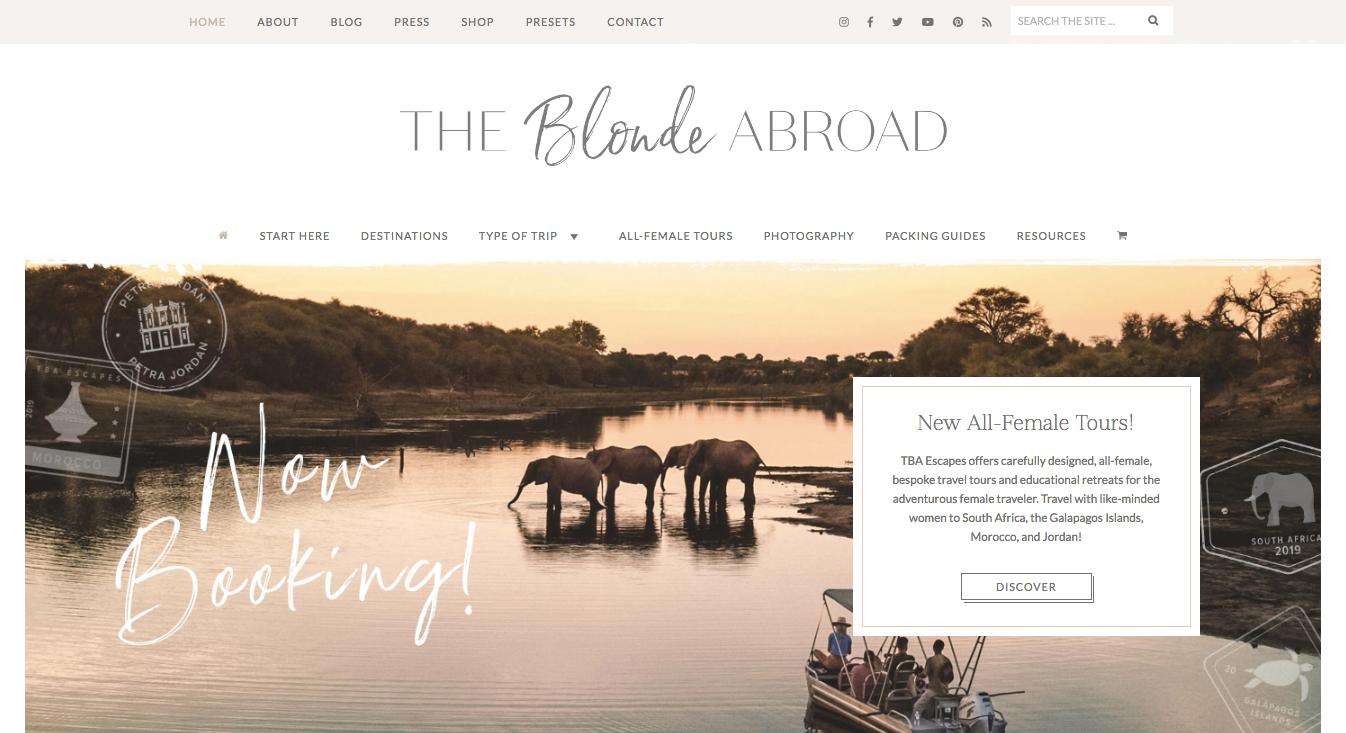 HOME ABOUT BLOG PRESS SHOP PRESETS CONTACT SEARCH THE SITE ...
THE Blonde ABROAD
START HERE DESTINATIONS TYPE OF TRIP ▼ ALL-FEMALE TOURS PHOTOGRAPHY PACKING GUIDES RESOURCES
PETRA JORDAN
PETRA JORDAN
TBA ESCAPES
2019
MOROCCO
Now
Booking!
New All-Female Tours!
TBA Escapes offers carefully designed, all-female,
bespoke travel tours and educational retreats for the
adventurous female traveler. Travel with like-minded
women to South Africa, the Galapagos Islands,
Morocco, and Jordan!
DISCOVER
SOUTH AFRICA
2019
20
GALÁPAGOS
ISLANDS